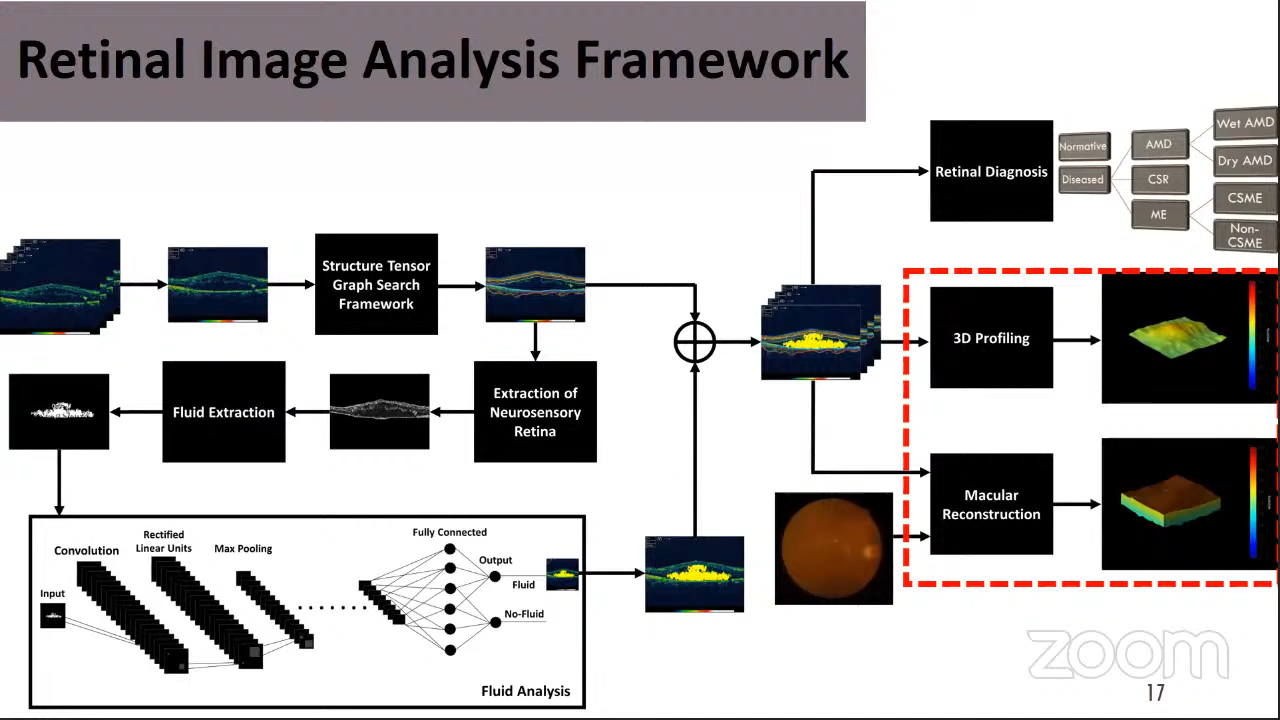 Retinal Image Analysis Framework
Retinal Diagnosis
Normative
Diseased
AMD
CSR
ME
Wet AMD
Dry AMD
CSME
Non-
CSME
Structure Tensor
Graph Search
Framework
3D Profiling
Fluid Extraction
Extraction of
Neurosensory
Retina
Macular
Reconstruction
Input
Convolution
Rectified
Linear Units
Max Pooling
Fully Connected
Output
Fluid
No-Fluid
Fluid Analysis
zoom
17